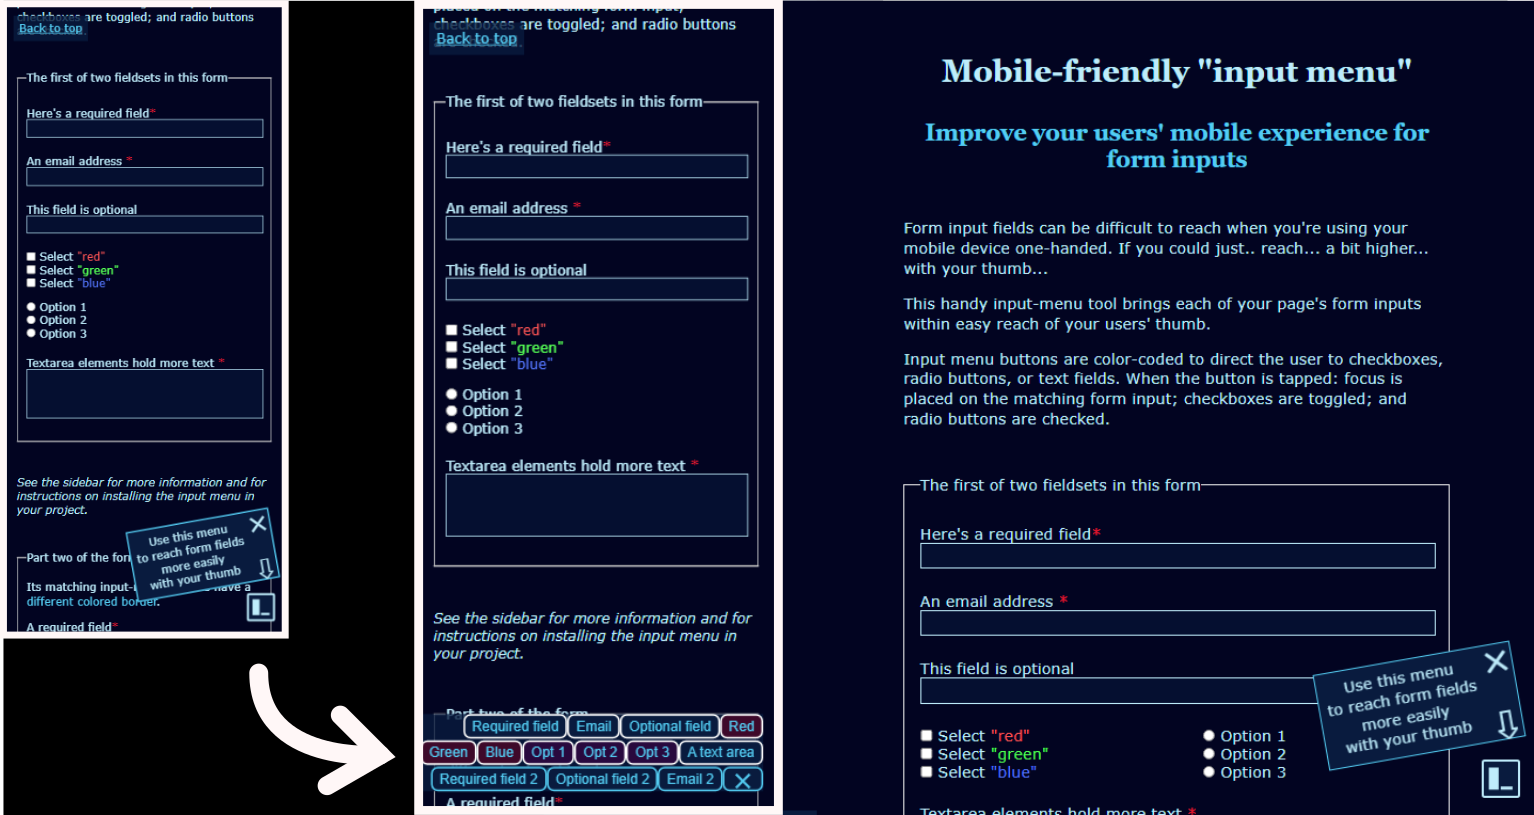 checkboxes are toggled; and radio buttons
Back to top
The first of two fieldsets in this form
Here's a required field*
An email address *
This field is optional
Select "red"
Select "green"
Select "blue"
Option 1
Option 2
Option 3
Textarea elements hold more text *
See the sidebar for more information and for
instructions on installing the input menu in
your project.
Use this menu
to reach form fields
more easily
with your thumb
Part two of the for
Its matching input- have a
different colored border.
A required field*
placed on the matching form input;
checkboxes are toggled; and radio buttons
Back to top
The first of two fieldsets in this form
Here's a required field*
An email address *
This field is optional
Select "red"
Select "green"
Select "blue"
Option 1
Option 2
Option 3
Textarea elements hold more text *
See the sidebar for more information and for
instructions on installing the input menu in
your project.
Part two of the form
Required field Email Optional field Red
Green Blue Opt 1 Opt 2 Opt 3 A text area
Required field 2 Optional field 2 Email 2
A required field*
Mobile-friendly "input menu"
Improve your users' mobile experience for
form inputs
Form input fields can be difficult to reach when you're using your
mobile device one-handed. If you could just.. reach... a bit higher...
with your thumb...
This handy input-menu tool brings each of your page's form inputs
within easy reach of your users' thumb.
Input menu buttons are color-coded to direct the user to checkboxes,
radio buttons, or text fields. When the button is tapped: focus is
placed on the matching form input; checkboxes are toggled; and
radio buttons are checked.
The first of two fieldsets in this form
Here's a required field*
An email address *
This field is optional
Use this menu
to reach form fields
more easily
with your thumb
Select "red" Option 1
Select "green" Option 2
Select "blue" Option 3
Textarea elements hold more text *